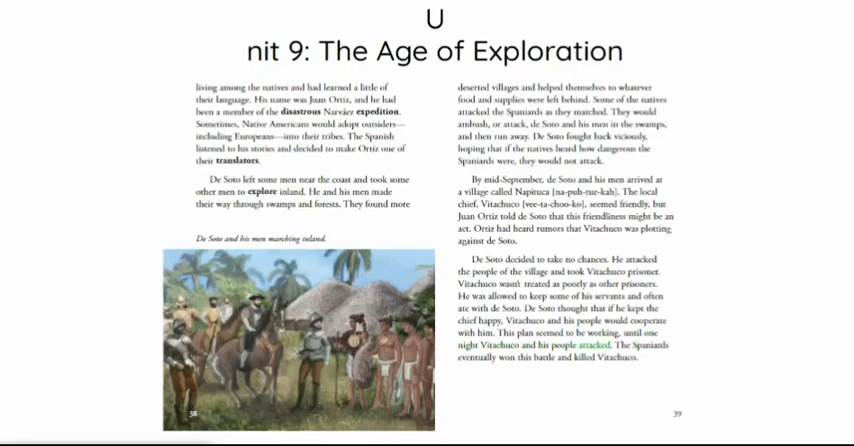 U
nit 9: The Age of Exploration
living among the natives and had learned a little of
their language. His name was Juan Ortiz, and he had
been a member of the disastrous Narváez expedition.
Sometimes, Native Americans would adopt outsiders—
including Europeans—into their tribes. The Spanish
listened to his stories and decided to make Ortiz one of
their translators.
De Soto left some men near the coast and took some
other men to explore inland. He and his men made
their way through swamps and forests. They found more
De Soto and his men marching inland.
38
deserted villages and helped themselves to whatever
food and supplies were left behind. Some of the natives
attacked the Spaniards as they marched. They would
ambush, or attack, de Soto and his men in the swamps,
and then run away. De Soto fought back viciously,
hoping that if the natives heard how dangerous the
Spaniards were, they would not attack.
By mid-September, de Soto and his men arrived at
a village called Napituca [na-puh-tue-kah]. The local
chief, Vitachuco [vee-ta-choo-ko], seemed friendly, but
Juan Ortiz told de Soto that this friendliness might be an
act. Ortiz had heard rumors that Vitachuco was plotting
against de Soto.
De Soto decided to take no chances. He attacked
the people of the village and took Vitachuco prisoner.
Vitachuco wasn't treated as poorly as other prisoners.
He was allowed to keep some of his servants and often
ate with de Soto. De Soto thought that if he kept the
chief happy, Vitachuco and his people would cooperate
with him. This plan seemed to be working, until one
night Vitachuco and his people attacked. The Spaniards
eventually won this battle and killed Vitachuco.
39